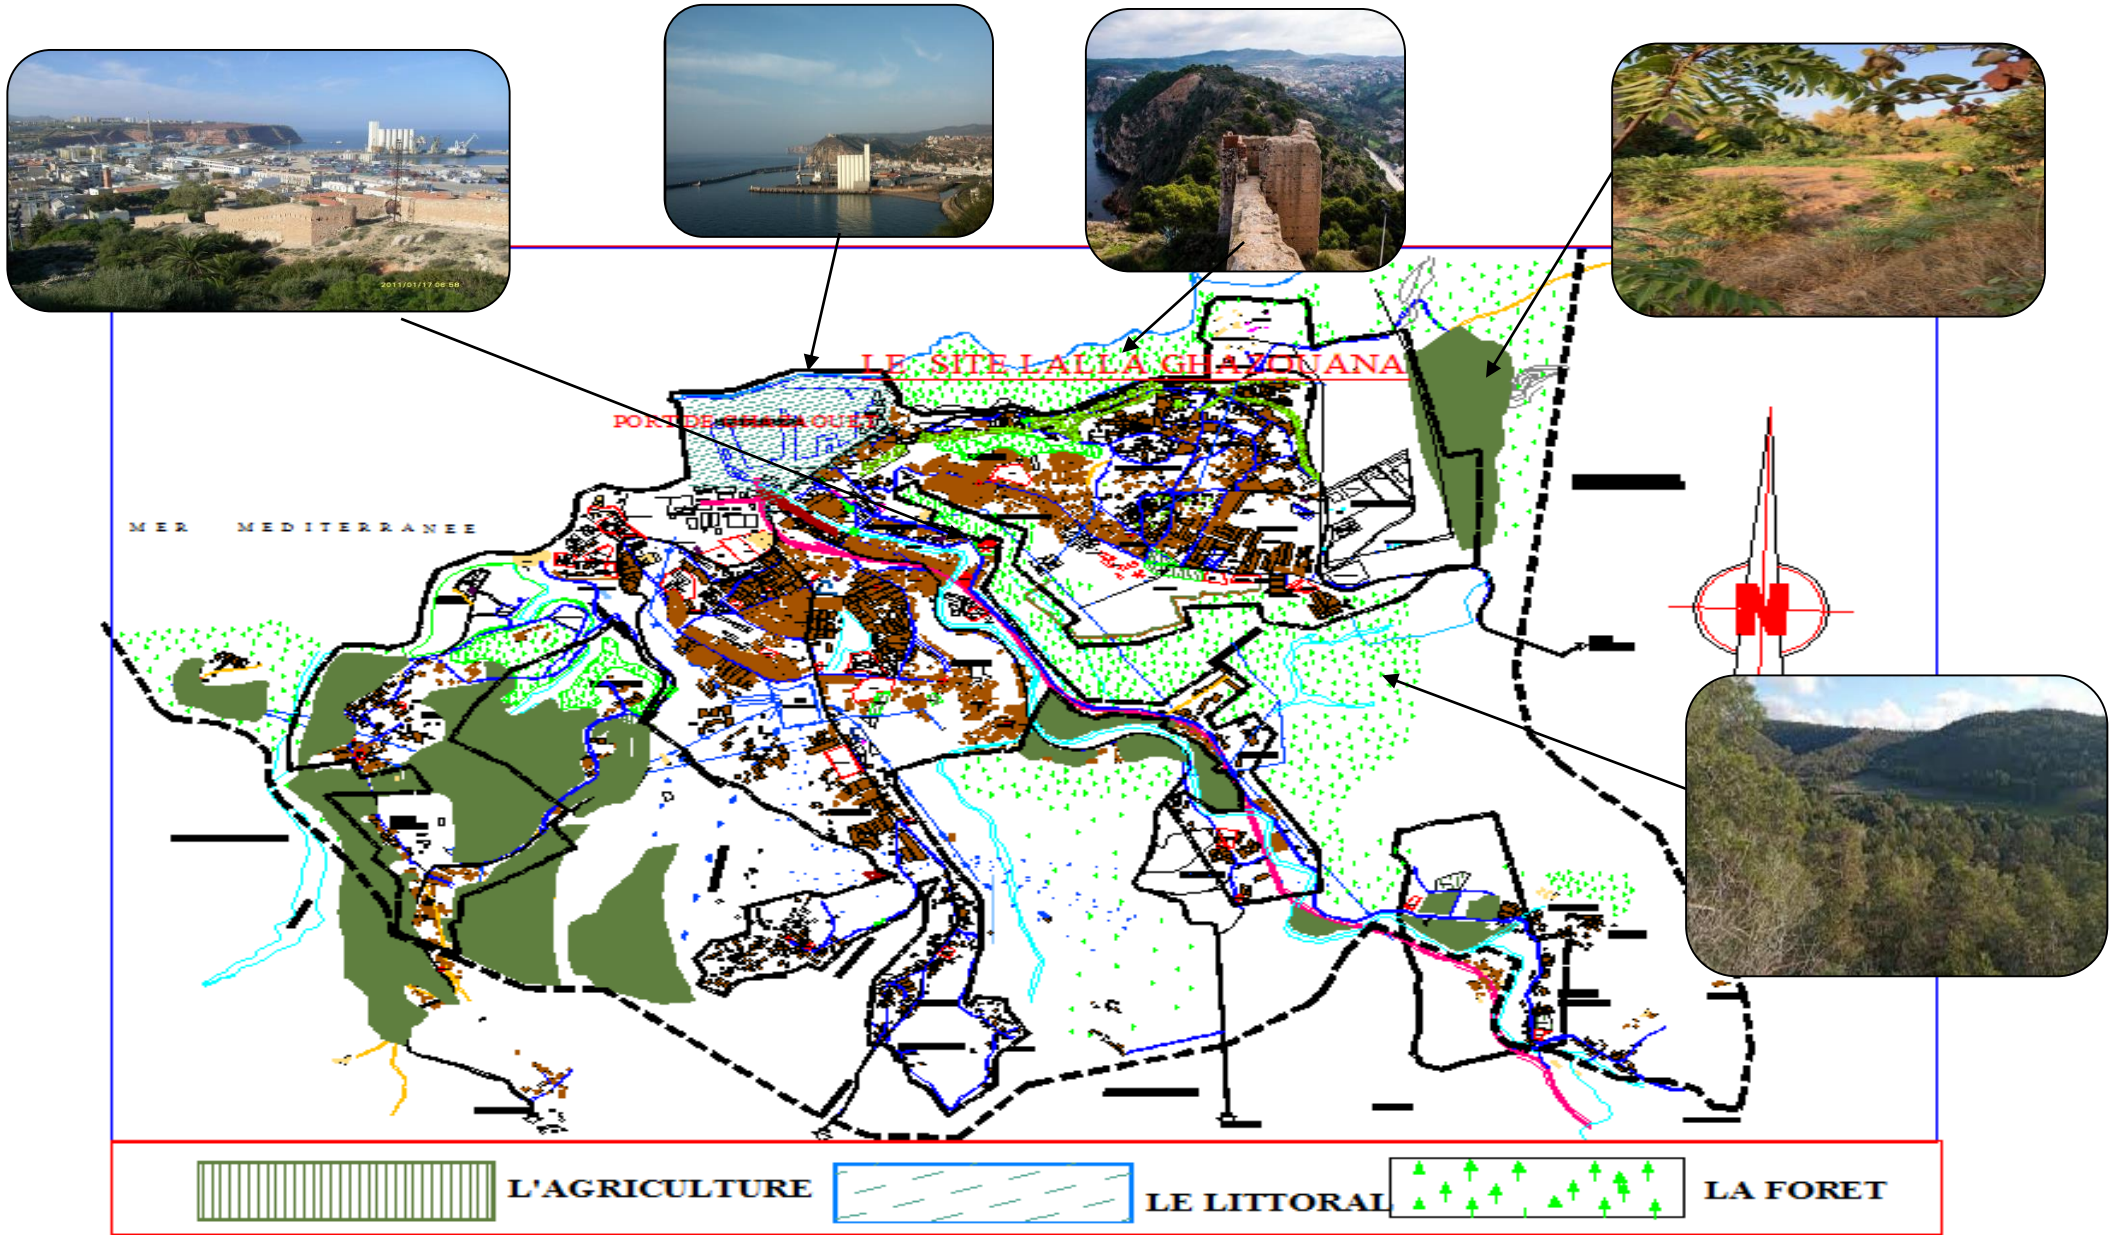 2011/01/17 06:58
LE SITE LALLA GHAZOUANA
PORT DE GHAZAOUET
MER MEDITERRANEE
N
L'AGRICULTURE
LE LITTORAL
LA FORET